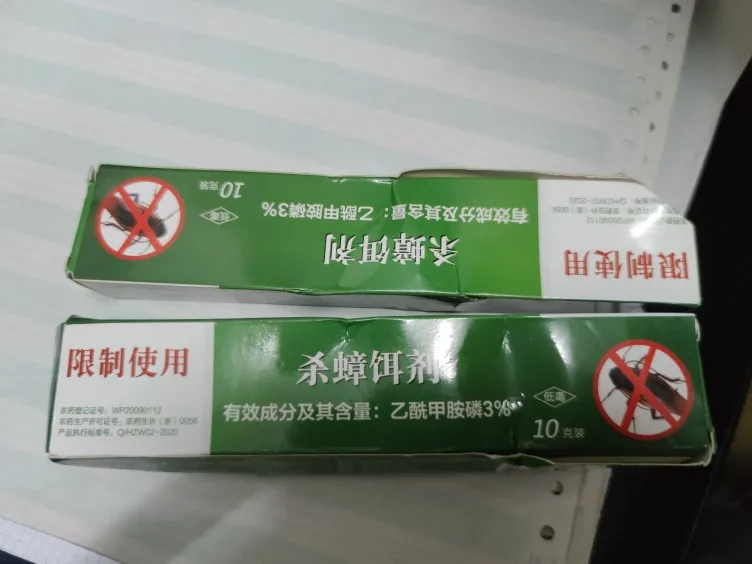 10克装
低毒
有效成分及其含量：乙酰甲胺磷3%
杀蟑饵剂
限制使用
限制使用
农药登记证号：WP20090112
农药生产许可证号：农药生许（浙）0056
产品执行标准号：Q/HZW02-2020
杀蟑饵剂
有效成分及其含量：乙酰甲胺磷3%
低毒
10克装